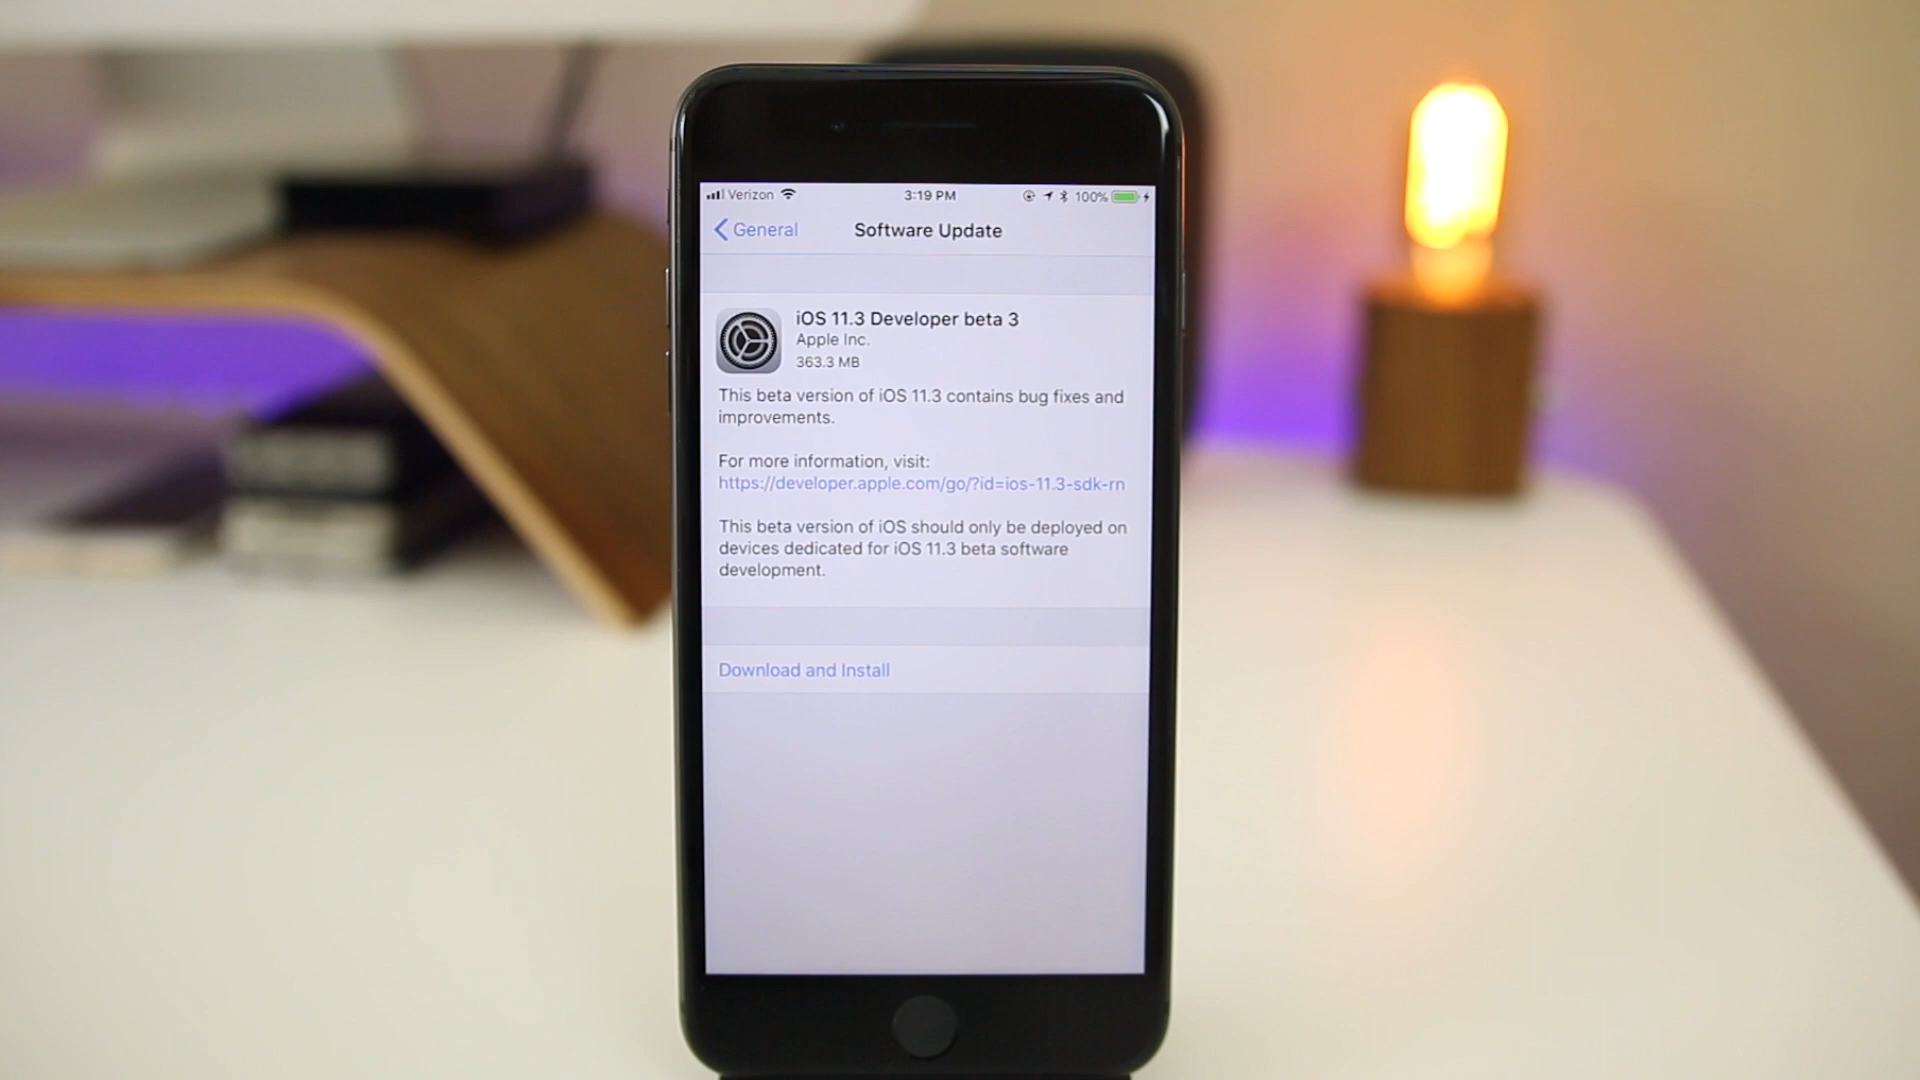 Verizon 3:19 PM 100%
General Software Update
iOS 11.3 Developer beta 3
Apple Inc.
363.3 MB
This beta version of iOS 11.3 contains bug fixes and
improvements.
For more information, visit:
https://developer.apple.com/go/?id=ios-11.3-sdk-rn
This beta version of iOS should only be deployed on
devices dedicated for iOS 11.3 beta software
development.
Download and Install